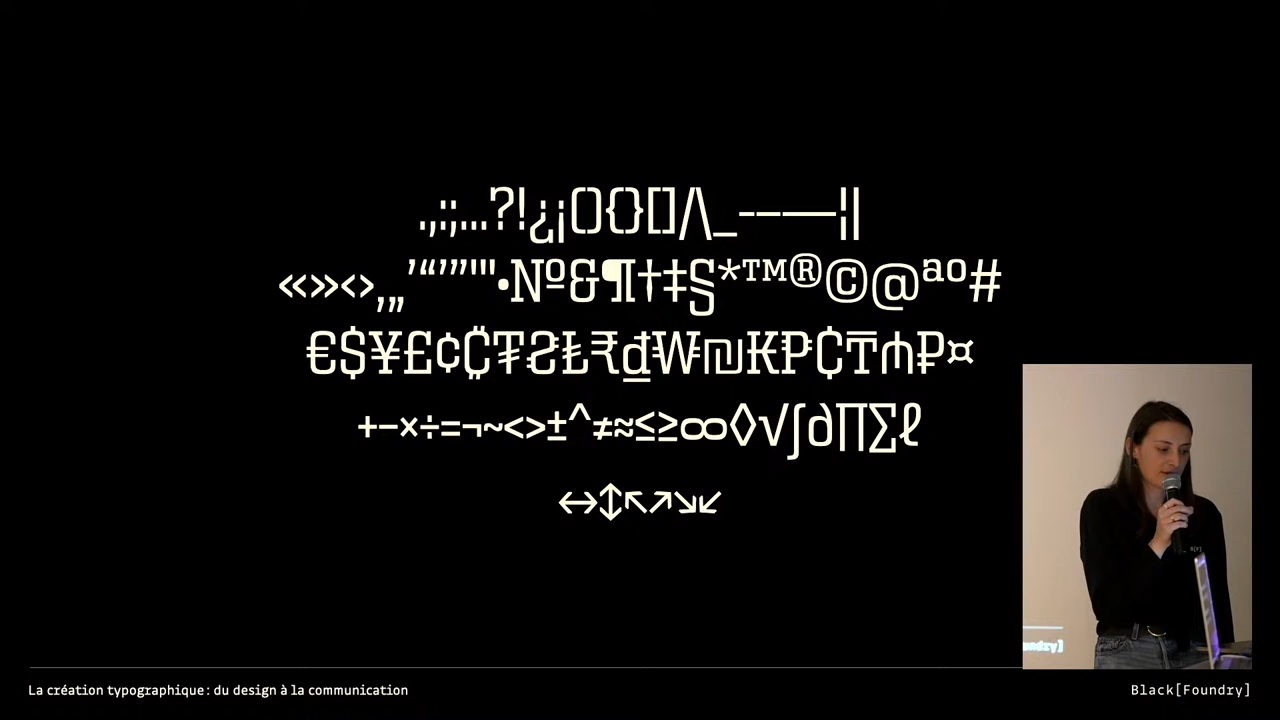 .,:;…?!¿¡(){}[]/\_-–—¦|
«»‹›‚„’“‘”’"'•№&¶†‡§*™®©@ªº#
€$¥£¢₵₮₴Ł₹₫₩₪₭₱₵₸₼₽¤
+−×÷=¬~<>±^≠≈≤≥∞◊√∫∂∏∑ℓ
↔↕↖↗↘↙
La création typographique : du design à la communication
Black[Foundry]